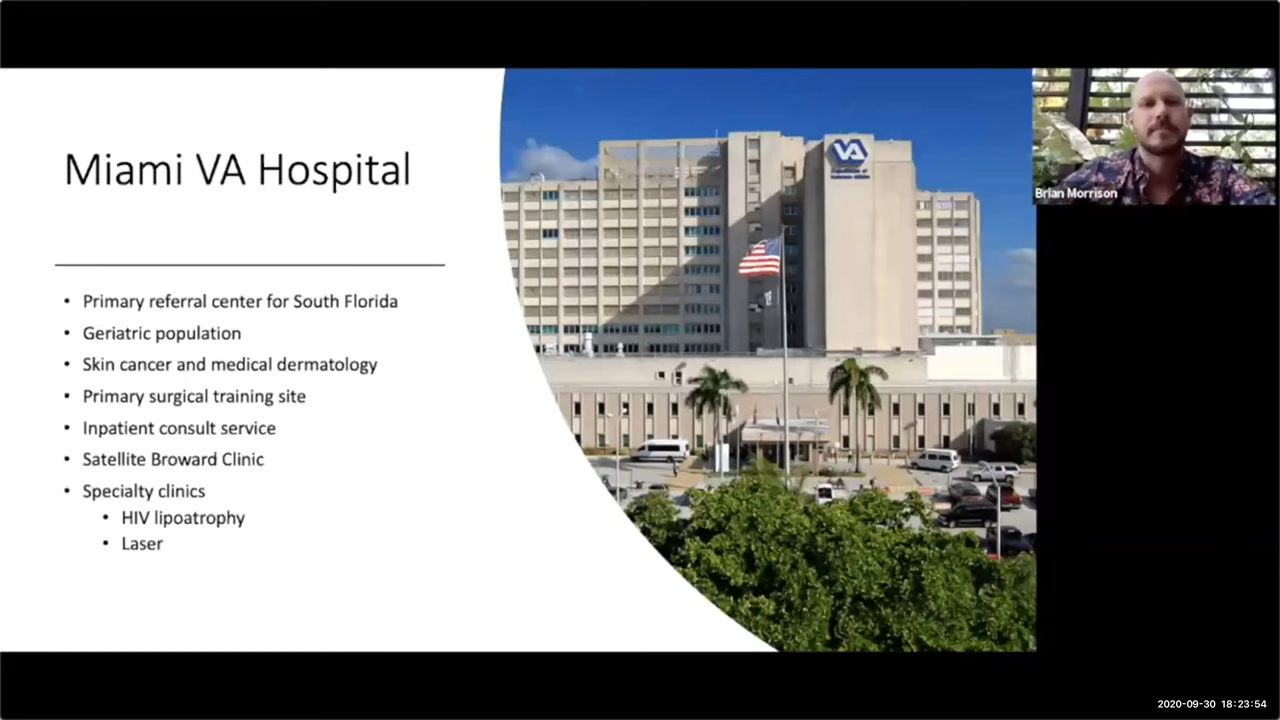 Miami VA Hospital
• Primary referral center for South Florida
• Geriatric population
• Skin cancer and medical dermatology
• Primary surgical training site
• Inpatient consult service
• Satellite Broward Clinic
• Specialty clinics
• HIV lipoatrophy
• Laser
VA
Brian Morrison
2020-09-30 18:23:54